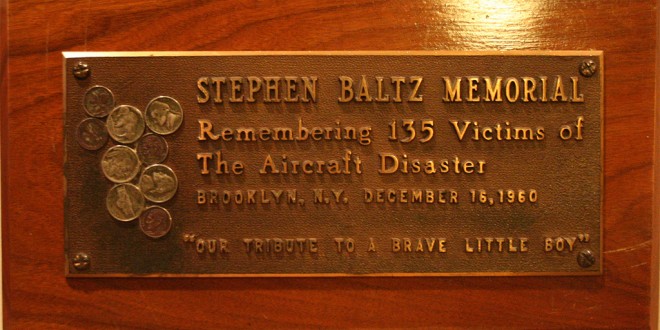 STEPHEN BALTZ MEMORIAL
Remembering 135 Victims of
The Aircraft Disaster
BROOKLYN, N.Y. DECEMBER 16, 1960
"OUR TRIBUTE TO A BRAVE LITTLE BOY"